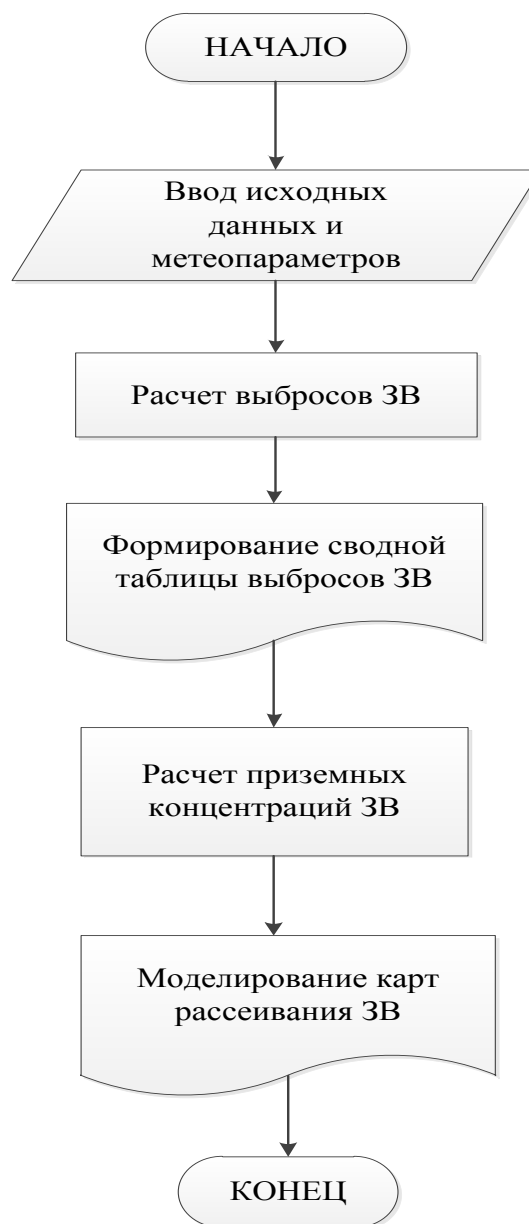 НАЧАЛО
Ввод исходных
данных и
метеопараметров
Расчет выбросов ЗВ
Формирование сводной
таблицы выбросов ЗВ
Расчет приземных
концентраций ЗВ
Моделирование карт
рассеивания ЗВ
КОНЕЦ